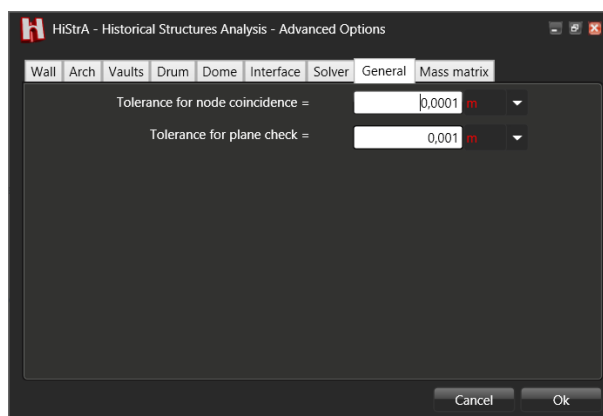 HiStrA - Historical Structures Analysis - Advanced Options
Wall Arch Vaults Drum Dome Interface Solver General Mass matrix
Tolerance for node coincidence = 0,0001 m
Tolerance for plane check = 0,001 m
Cancel Ok